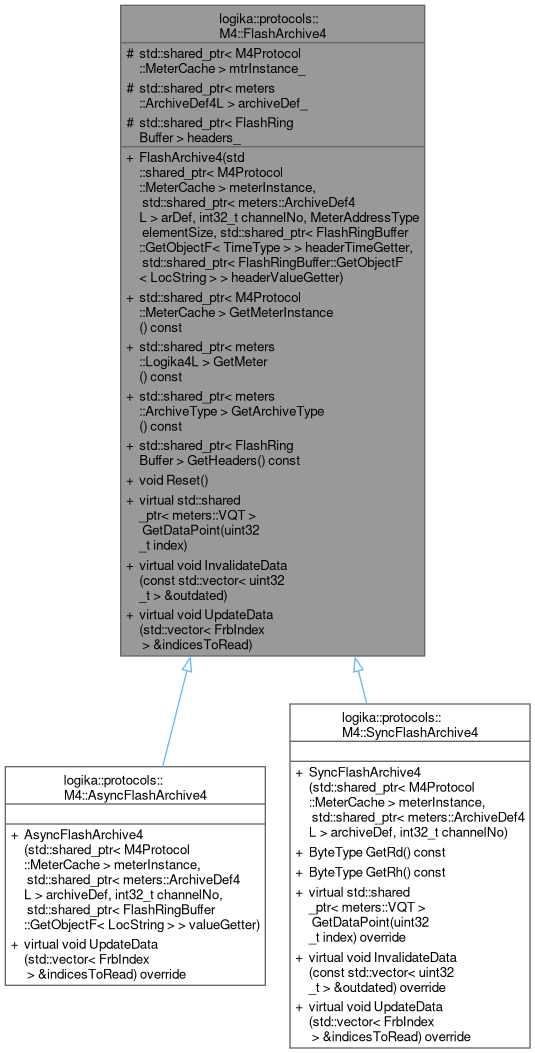 logika::protocols::
M4::FlashArchive4
# std::shared_ptr< M4Protocol
::MeterCache > mtrInstance_
# std::shared_ptr< meters
::ArchiveDef4L > archiveDef_
# std::shared_ptr< FlashRing
Buffer > headers_
+ FlashArchive4(std
::shared_ptr< M4Protocol
::MeterCache > meterInstance,
std::shared_ptr< meters::ArchiveDef4
L > arDef, int32_t channelNo, MeterAddressType
elementSize, std::shared_ptr< FlashRingBuffer
::GetObjectF< TimeType > > headerTimeGetter,
std::shared_ptr< FlashRingBuffer::GetObjectF
< LocString > > headerValueGetter)
+ std::shared_ptr< M4Protocol
::MeterCache > GetMeterInstance
() const
+ std::shared_ptr< meters
::Logika4L > GetMeter
() const
+ std::shared_ptr< meters
::ArchiveType > GetArchiveType
() const
+ std::shared_ptr< FlashRing
Buffer > GetHeaders() const
+ void Reset()
+ virtual std::shared
_ptr< meters::VQT >
GetDataPoint(uint32
_t index)
+ virtual void InvalidateData
(const std::vector< uint32
_t > &outdated)
+ virtual void UpdateData
(std::vector< FrbIndex
> &indicesToRead)
logika::protocols::
M4::AsyncFlashArchive4
+ AsyncFlashArchive4
(std::shared_ptr< M4Protocol
::MeterCache > meterInstance,
std::shared_ptr< meters::ArchiveDef4
L > archiveDef, int32_t channelNo,
std::shared_ptr< FlashRingBuffer
::GetObjectF< LocString > > valueGetter)
+ virtual void UpdateData
(std::vector< FrbIndex
> &indicesToRead) override
logika::protocols::
M4::SyncFlashArchive4
+ SyncFlashArchive4
(std::shared_ptr< M4Protocol
::MeterCache > meterInstance,
std::shared_ptr< meters::ArchiveDef4
L > archiveDef, int32_t channelNo)
+ ByteType GetRd() const
+ ByteType GetRh() const
+ virtual std::shared
_ptr< meters::VQT >
GetDataPoint(uint32
_t index) override
+ virtual void InvalidateData
(const std::vector< uint32
_t > &outdated) override
+ virtual void UpdateData
(std::vector< FrbIndex
> &indicesToRead) override